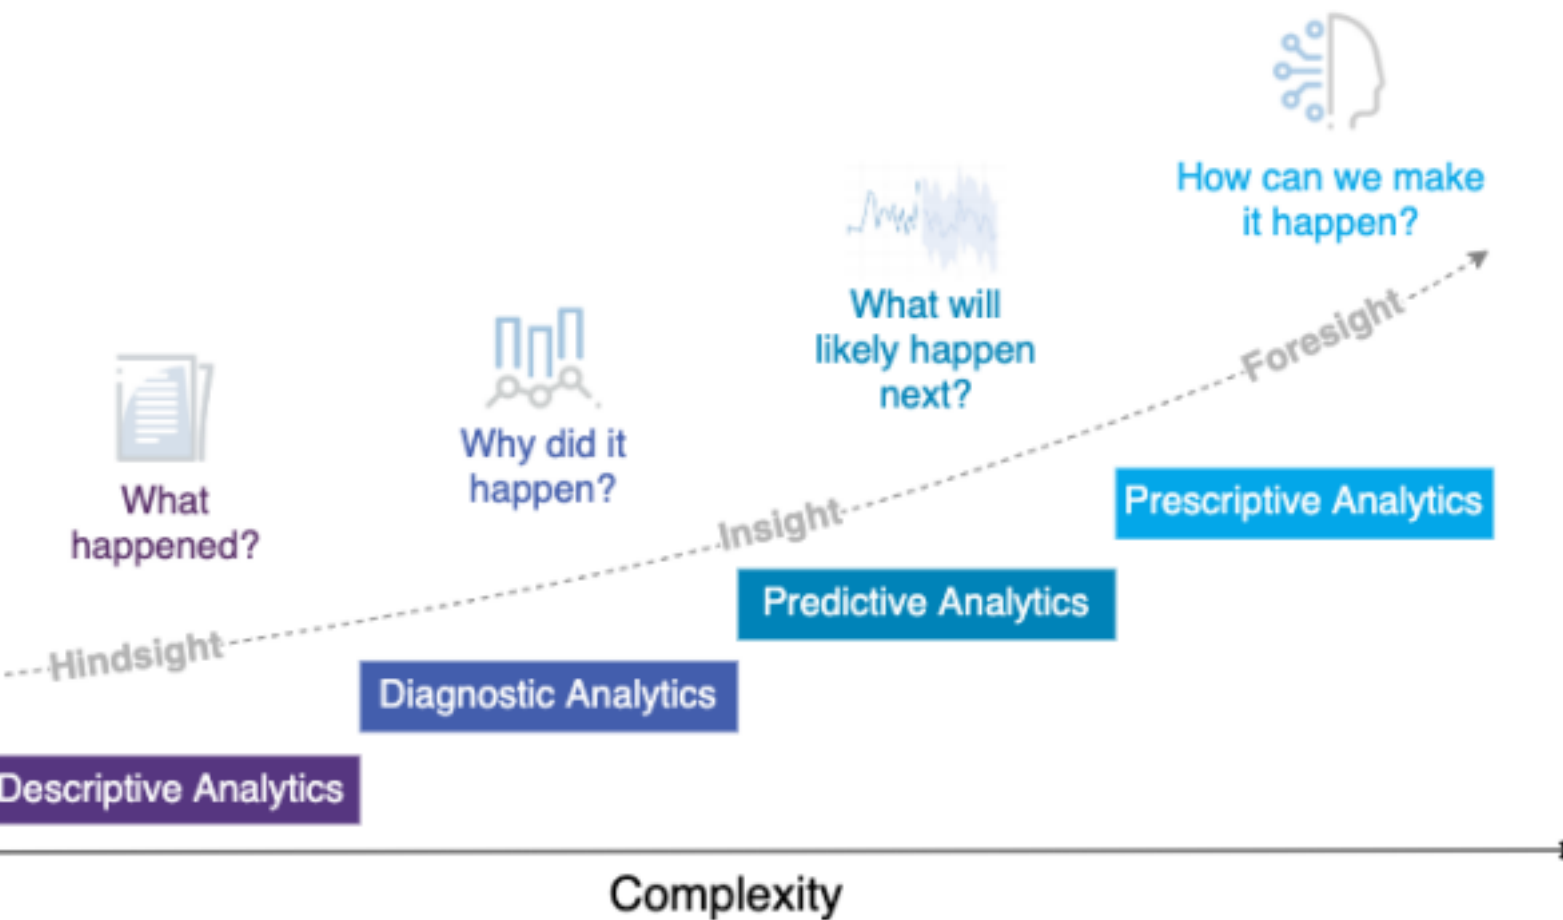 How can we make
it happen?
What will
likely happen
next?
Foresight
Why did it
happen?
Prescriptive Analytics
What
happened?
Insight
Predictive Analytics
Hindsight
Diagnostic Analytics
Descriptive Analytics
Complexity